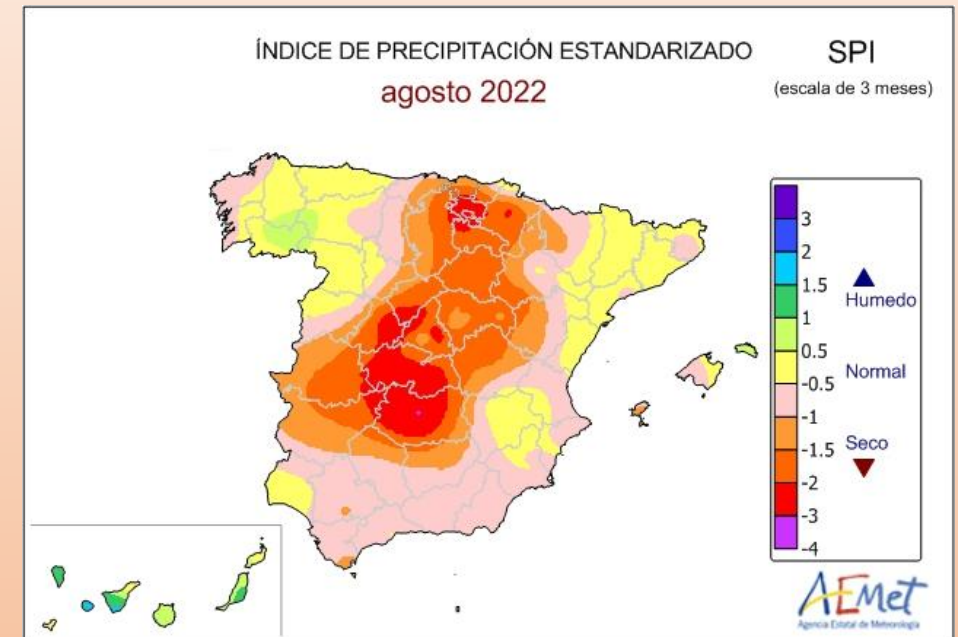 ÍNDICE DE PRECIPITACIÓN ESTANDARIZADO
SPI
agosto 2022
(escala de 3 meses)
3
2
1.5
1
0.5
-0.5
-1
-1.5
-2
-3
-4
Humedo
Normal
Seco
AEMet
Agencia Estatal de Meteorología